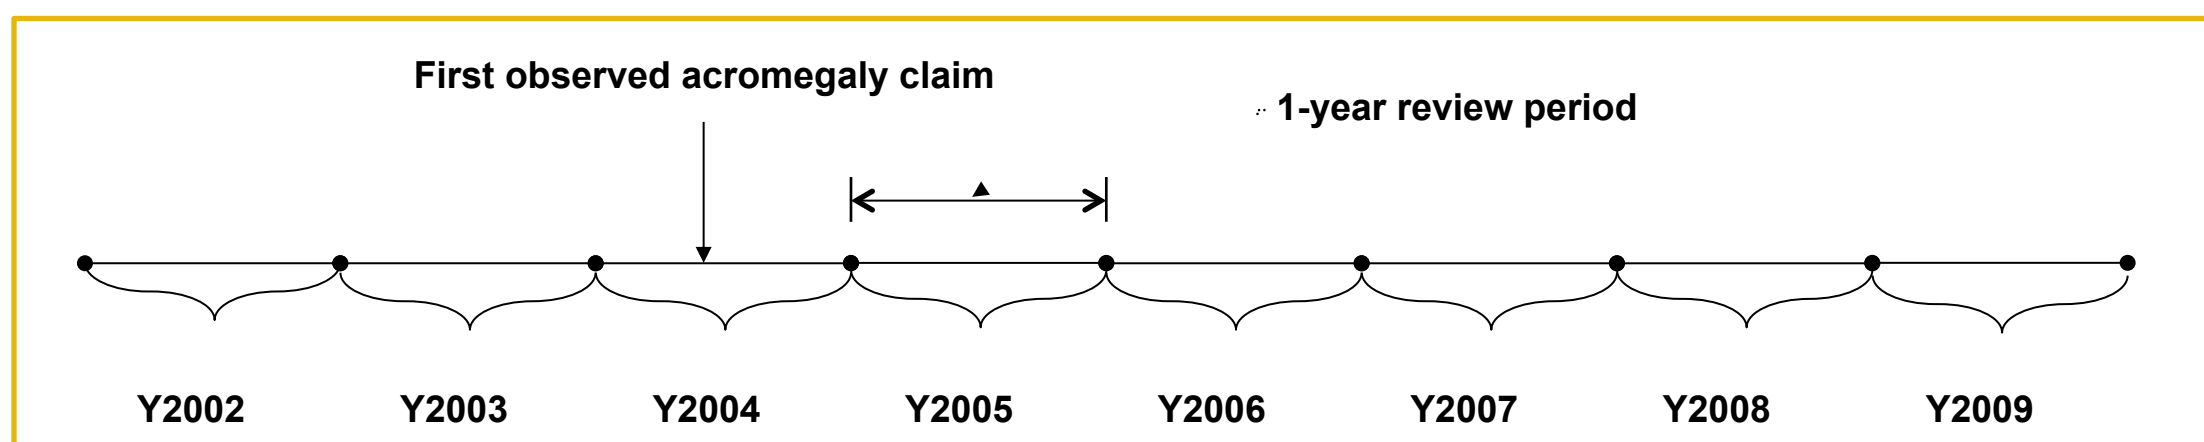 First observed acromegaly claim
1-year review period
Y2002 Y2003 Y2004 Y2005 Y2006 Y2007 Y2008 Y2009